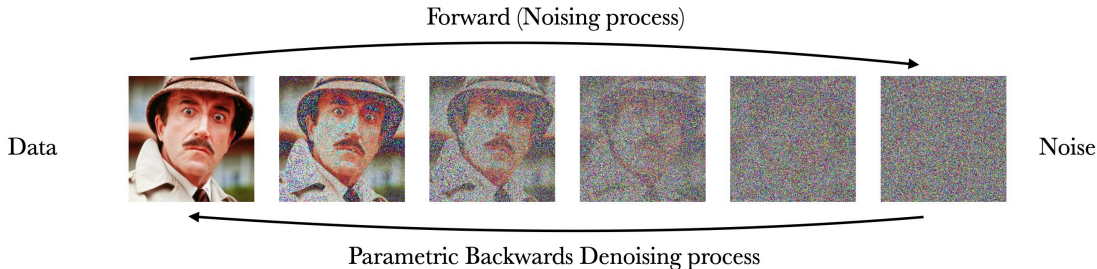 Forward (Noising process)
Data
Noise
Parametric Backwards Denoising process